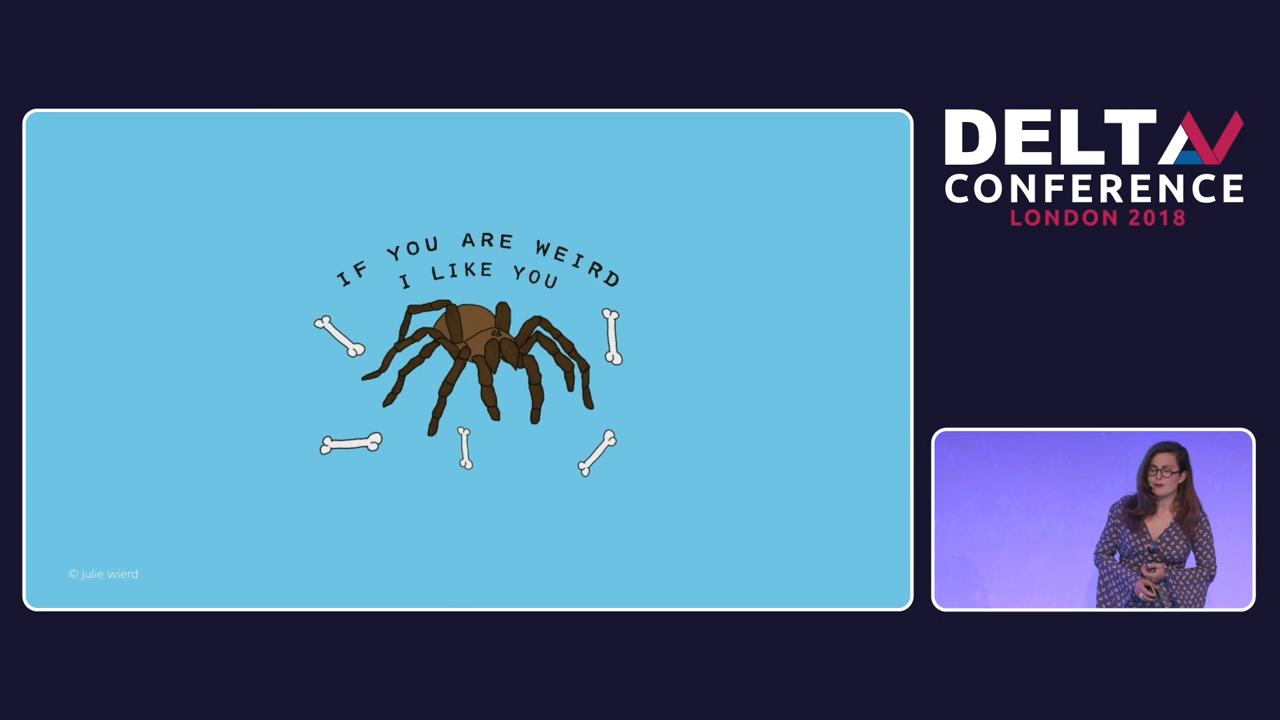 IF YOU ARE WEIRD
I LIKE YOU
© julie wierd
DELTA V
CONFERENCE
LONDON 2018